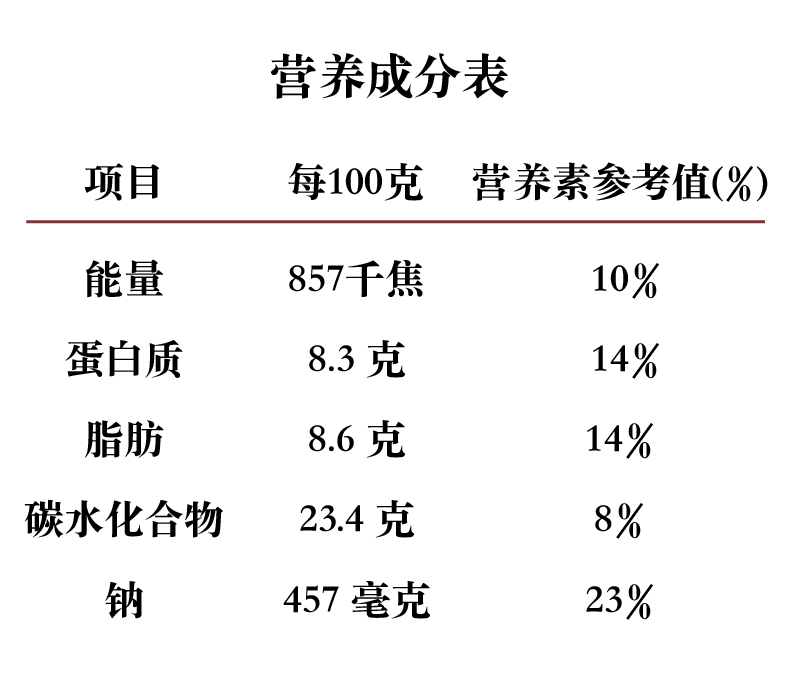 营养成分表
项目 每100克 营养素参考值(%)
能量 857千焦 10%
蛋白质 8.3 克 14%
脂肪 8.6 克 14%
碳水化合物 23.4 克 8%
钠 457 毫克 23%